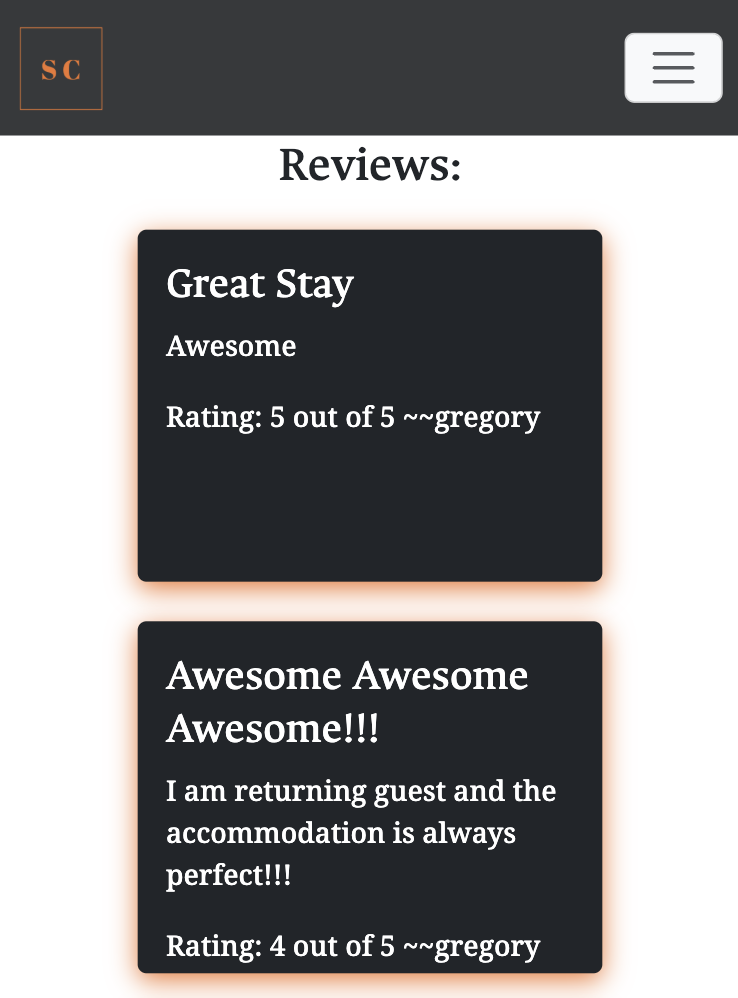 S C
Reviews:
Great Stay
Awesome
Rating: 5 out of 5 ~~gregory
Awesome Awesome
Awesome!!!
I am returning guest and the
accommodation is always
perfect!!!
Rating: 4 out of 5 ~~gregory